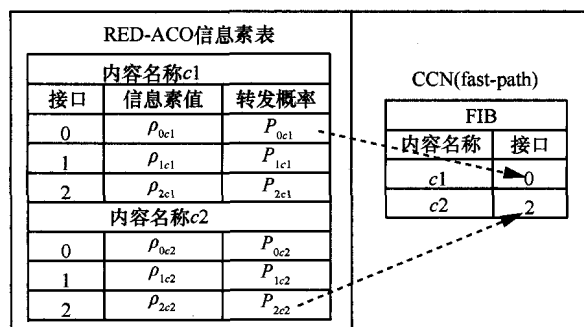 RED-ACO信息素表
内容名称c1
接口 信息素值 转发概率
0 ρ0c1 P0c1
1 ρ1c1 P1c1
2 ρ2c1 P2c1
内容名称c2
0 ρ0c2 P0c2
1 ρ1c2 P1c2
2 ρ2c2 P2c2
CCN(fast-path)
FIB
内容名称 接口
c1 0
c2 2